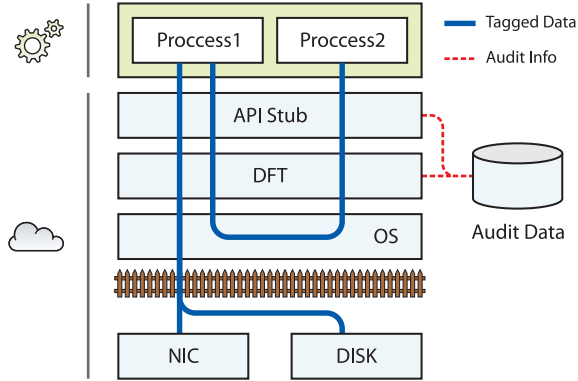 Proccess1
Proccess2
Tagged Data
Audit Info
API Stub
DFT
OS
Audit Data
NIC
DISK